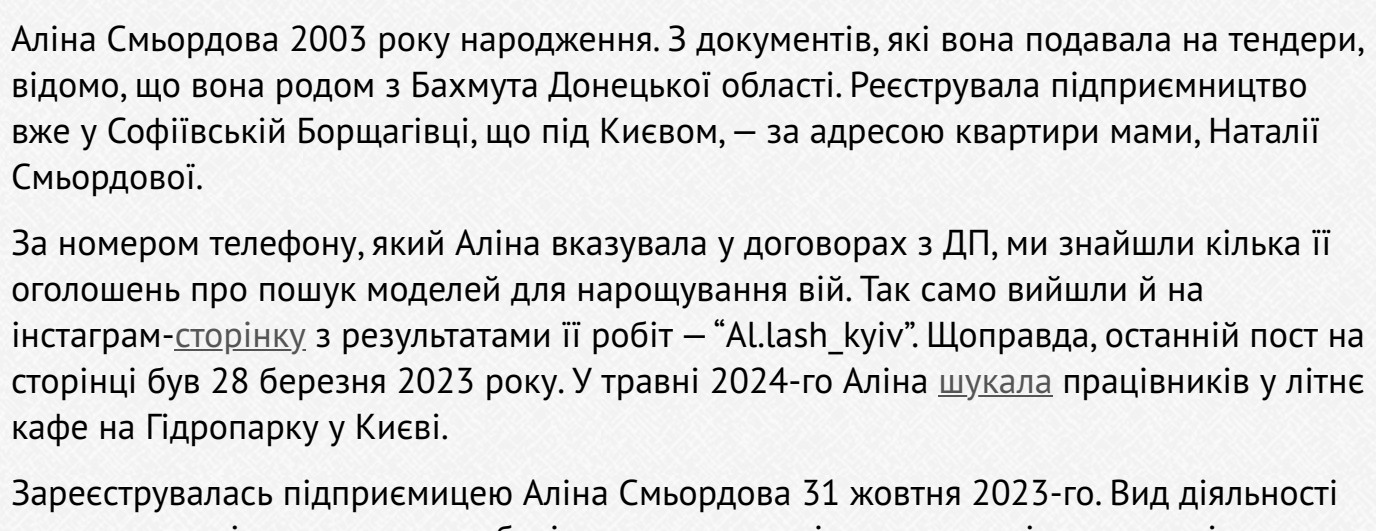 Аліна Смьордова 2003 року народження. З документів, які вона подавала на тендери,
відомо, що вона родом з Бахмута Донецької області. Реєструвала підприємництво
вже у Софіївській Борщагівці, що під Києвом, — за адресою квартири мами, Наталії
Смьордової.
За номером телефону, який Аліна вказувала у договорах з ДП, ми знайшли кілька її
оголошень про пошук моделей для нарощування вій. Так само вийшли й на
інстаграм-сторінку з результатами її робіт — “Al.lash_kyiv”. Щоправда, останній пост на
сторінці був 28 березня 2023 року. У травні 2024-го Аліна шукала працівників у літнє
кафе на Гідропарку у Києві.
Зареєструвалась підприємицею Аліна Смьордова 31 жовтня 2023-го. Вид діяльності